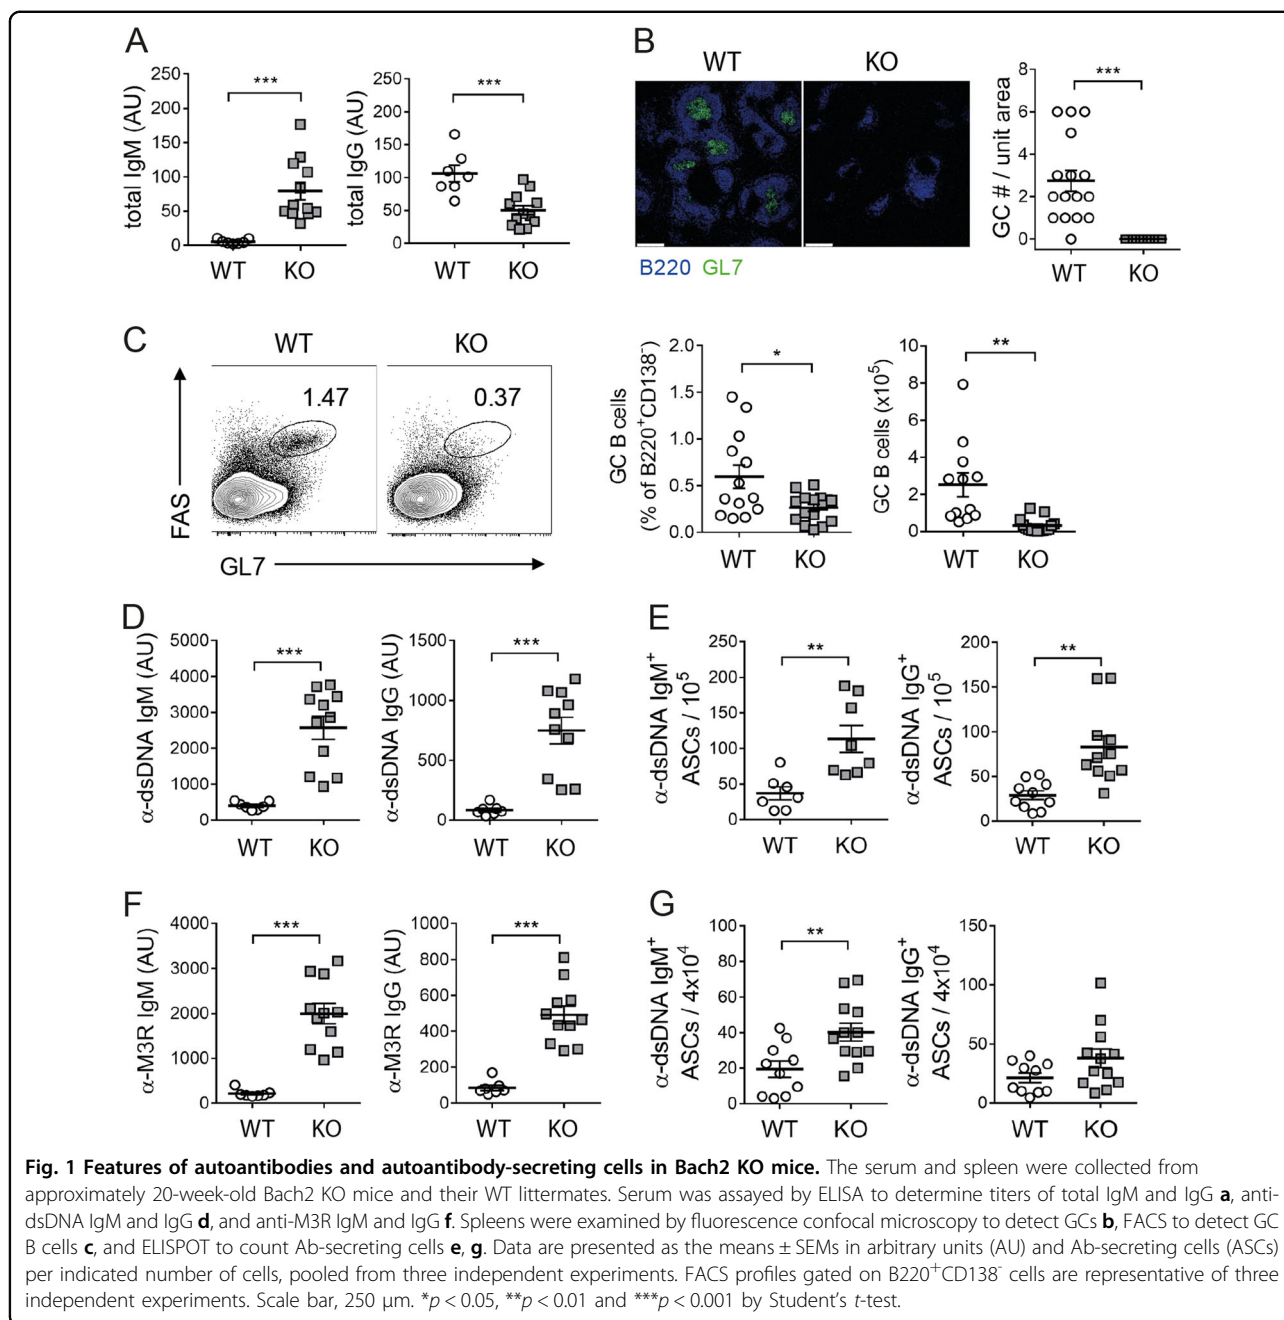 A
total IgM (AU)
250
200
150
100
50
0
***
WT KO
total IgG (AU)
250
200
150
100
50
0
***
WT KO
B
WT KO
B220 GL7
GC # / unit area
8
6
4
2
0
***
WT KO
C
WT KO
1.47 0.37
FAS
GL7
GC B cells
(% of B220⁺CD138⁻)
2.0
1.5
1.0
0.5
0.0
*
WT KO
GC B cells (x10⁵)
10
8
6
4
2
0
**
WT KO
D
α-dsDNA IgM (AU)
5000
4000
3000
2000
1000
0
***
WT KO
α-dsDNA IgG (AU)
1500
1000
500
0
***
WT KO
E
α-dsDNA IgM⁺
ASCs / 10⁵
250
200
150
100
50
0
**
WT KO
α-dsDNA IgG⁺
ASCs / 10⁵
200
150
100
50
0
**
WT KO
F
α-M3R IgM (AU)
4000
3000
2000
1000
0
***
WT KO
α-M3R IgG (AU)
1000
800
600
400
200
0
***
WT KO
G
α-dsDNA IgM⁺
ASCs / 4x10⁴
100
80
60
40
20
0
**
WT KO
α-dsDNA IgG⁺
ASCs / 4x10⁴
150
100
50
0
WT KO
Fig. 1 Features of autoantibodies and autoantibody-secreting cells in Bach2 KO mice. The serum and spleen were collected from
approximately 20-week-old Bach2 KO mice and their WT littermates. Serum was assayed by ELISA to determine titers of total IgM and IgG a, anti-
dsDNA IgM and IgG d, and anti-M3R IgM and IgG f. Spleens were examined by fluorescence confocal microscopy to detect GCs b, FACS to detect GC
B cells c, and ELISPOT to count Ab-secreting cells e, g. Data are presented as the means ± SEMs in arbitrary units (AU) and Ab-secreting cells (ASCs)
per indicated number of cells, pooled from three independent experiments. FACS profiles gated on B220⁺CD138⁻ cells are representative of three
independent experiments. Scale bar, 250 μm. *p < 0.05, **p < 0.01 and ***p < 0.001 by Student's t-test.